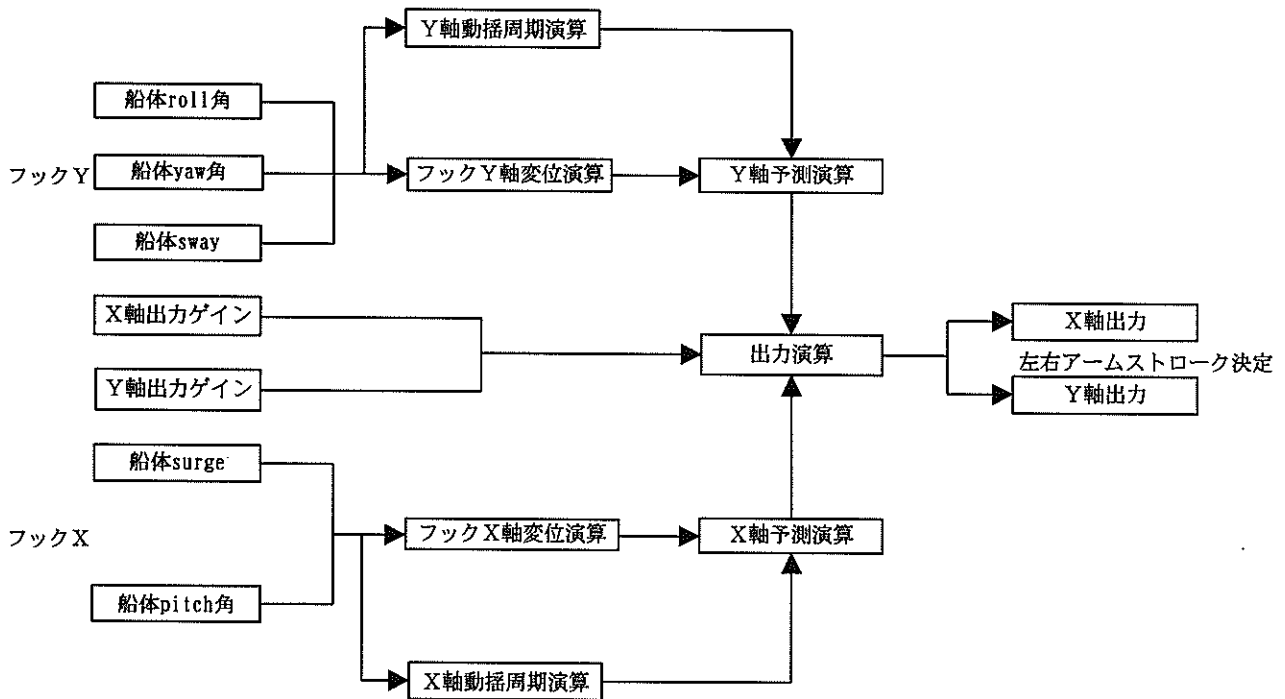 Y軸動揺周期演算
船体roll角
フックY
船体yaw角
フックY軸変位演算
Y軸予測演算
船体sway
X軸出力ゲイン
X軸出力
出力演算
左右アームストローク決定
Y軸出力ゲイン
Y軸出力
船体surge
フックX
フックX軸変位演算
X軸予測演算
船体pitch角
X軸動揺周期演算